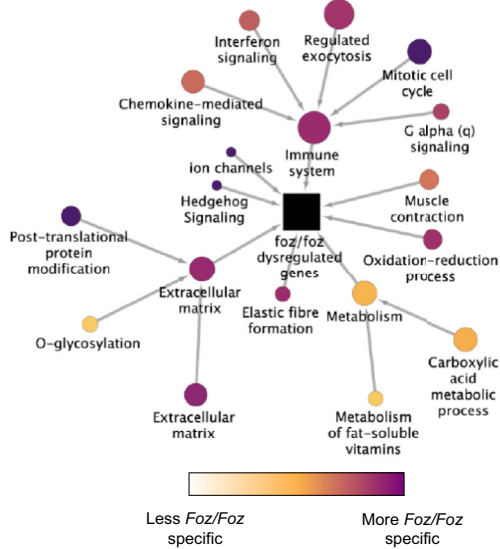 Interferon
signaling
Regulated
exocytosis
Mitotic cell
cycle
Chemokine-mediated
signaling
G alpha (q)
signaling
Immune
system
ion channels
Hedgehog
Signaling
Muscle
contraction
foz/foz
dysregulated
genes
Oxidation-reduction
process
Post-translational
protein
modification
Extracellular
matrix
Elastic fibre
formation
Metabolism
O-glycosylation
Carboxylic
acid
metabolic
process
Extracellular
matrix
Metabolism
of fat-soluble
vitamins
Less Foz/Foz
specific
More Foz/Foz
specific